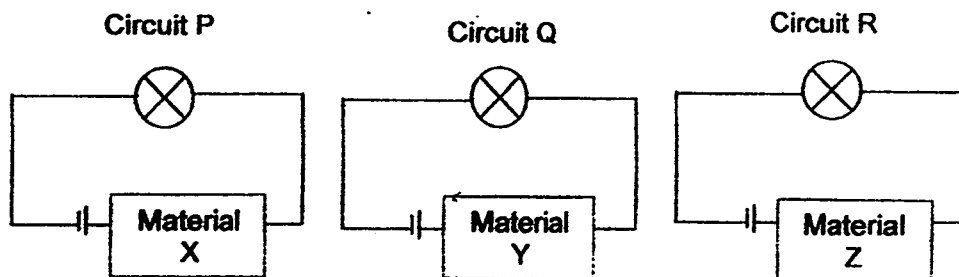 Circuit P
Circuit Q
Circuit R
Material
X
Material
Y
Material
Z